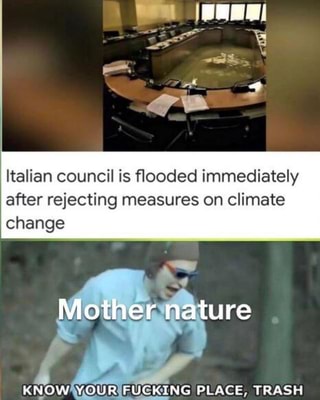 Italian council is flooded immediately
after rejecting measures on climate
change
Mother nature
KNOW YOUR FUCKING PLACE, TRASH